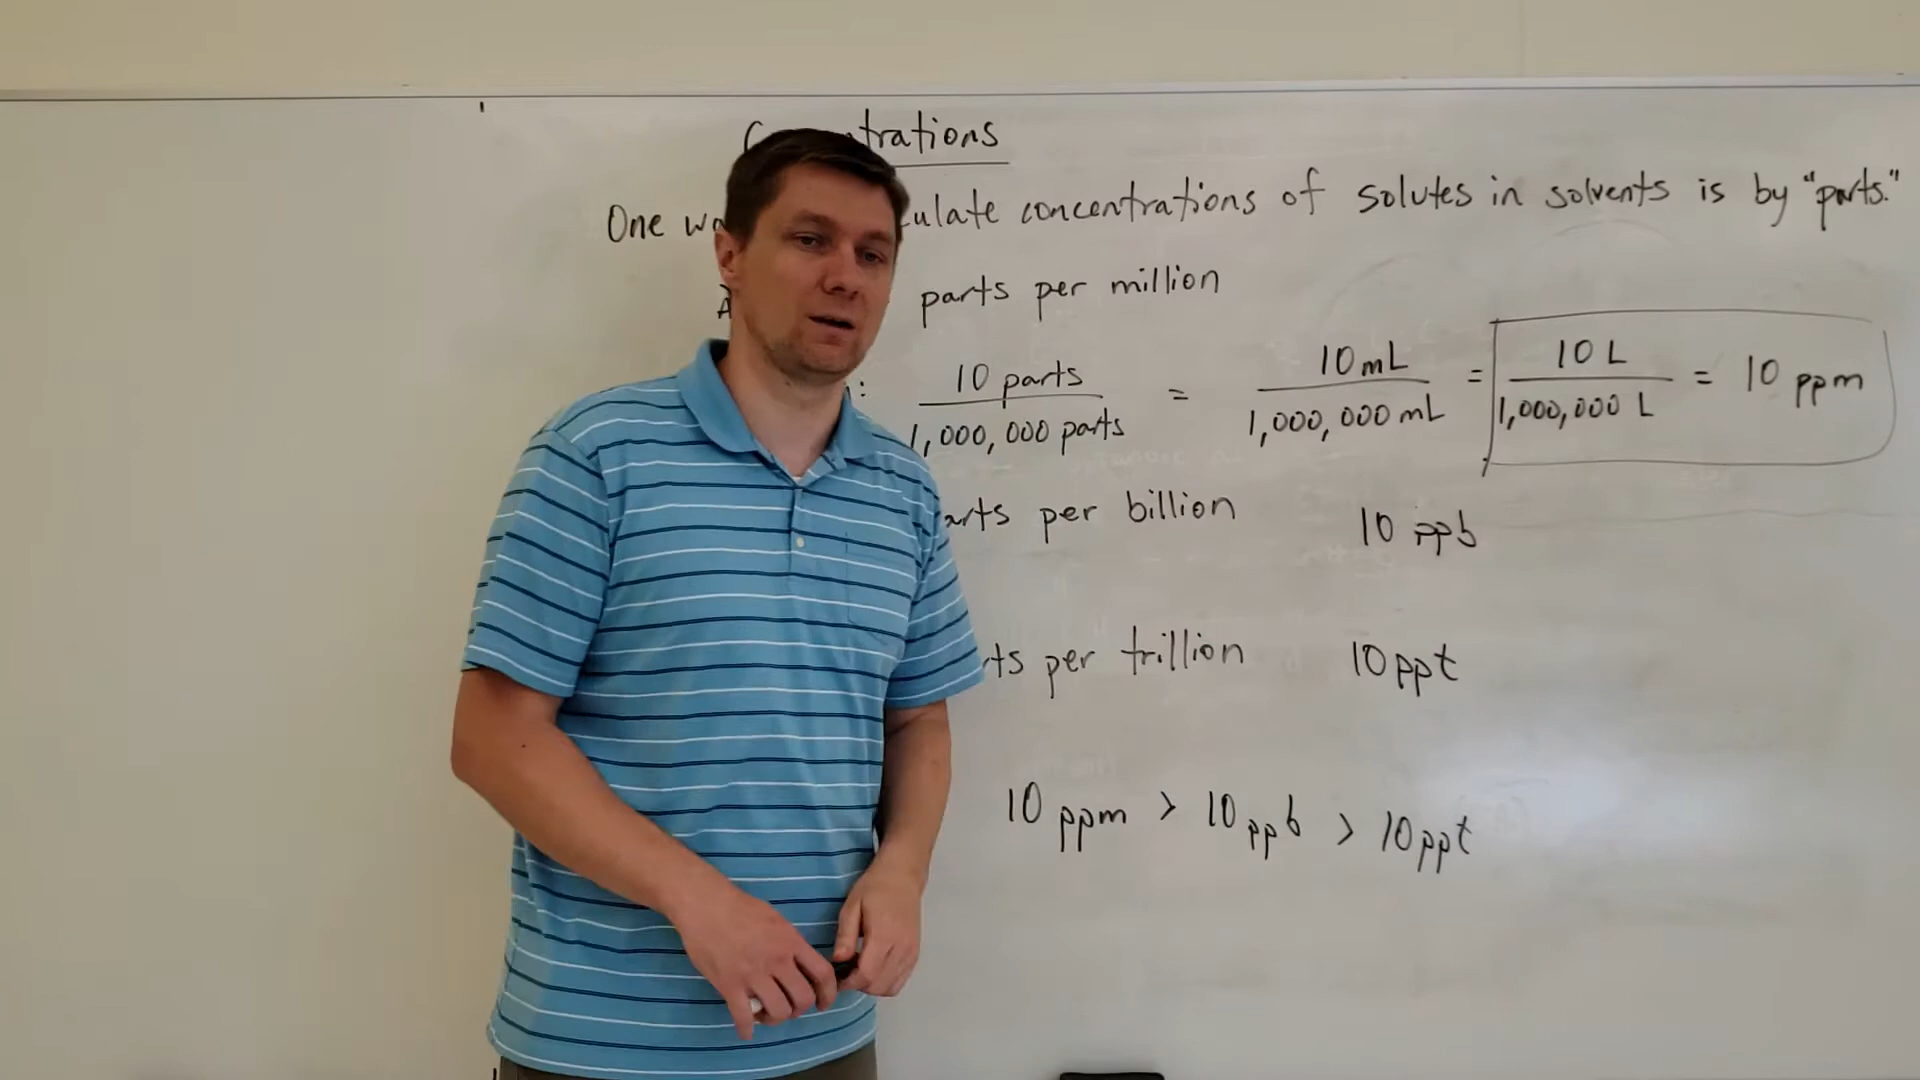 trations
One ulate concentrations of solutes in solvents is by "parts."
parts per million
10 parts / 1,000,000 parts = 10 mL / 1,000,000 mL = 10 L / 1,000,000 L = 10 ppm
arts per billion 10 ppb
ts per trillion 10 ppt
10 ppm > 10 ppb > 10 ppt